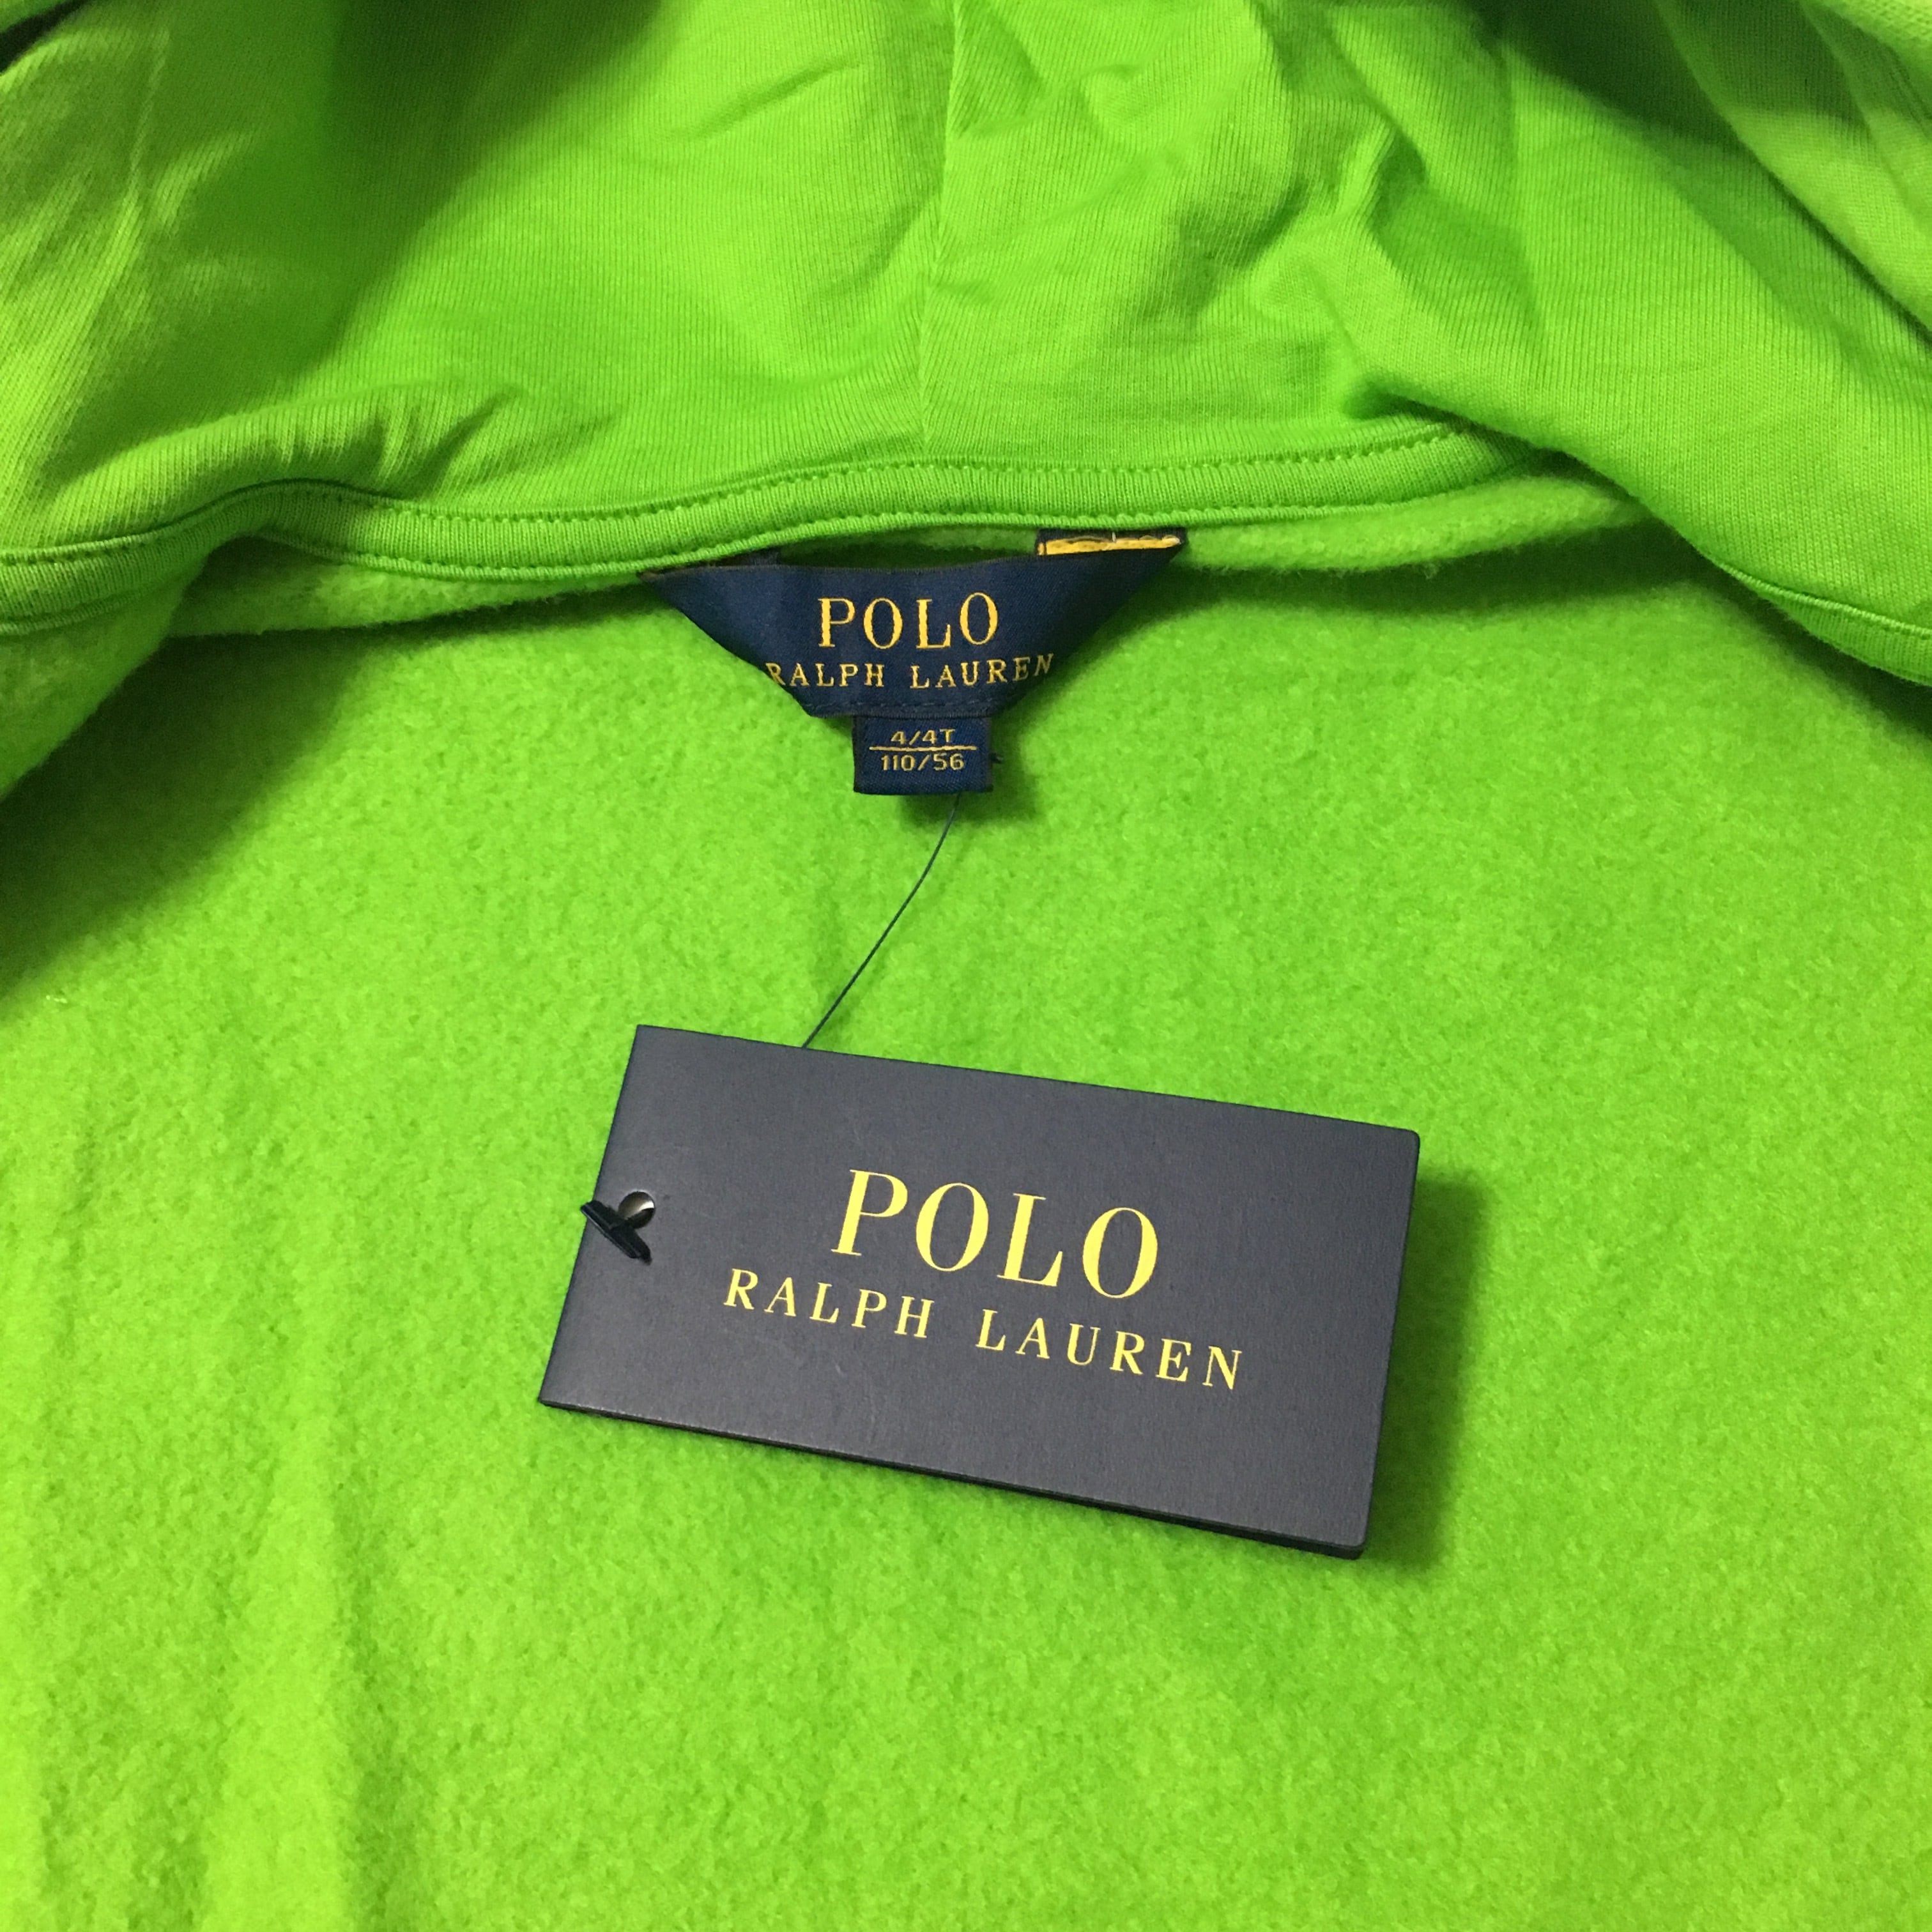 POLO
RALPH LAUREN
4/4T
110/56
POLO
RALPH LAUREN